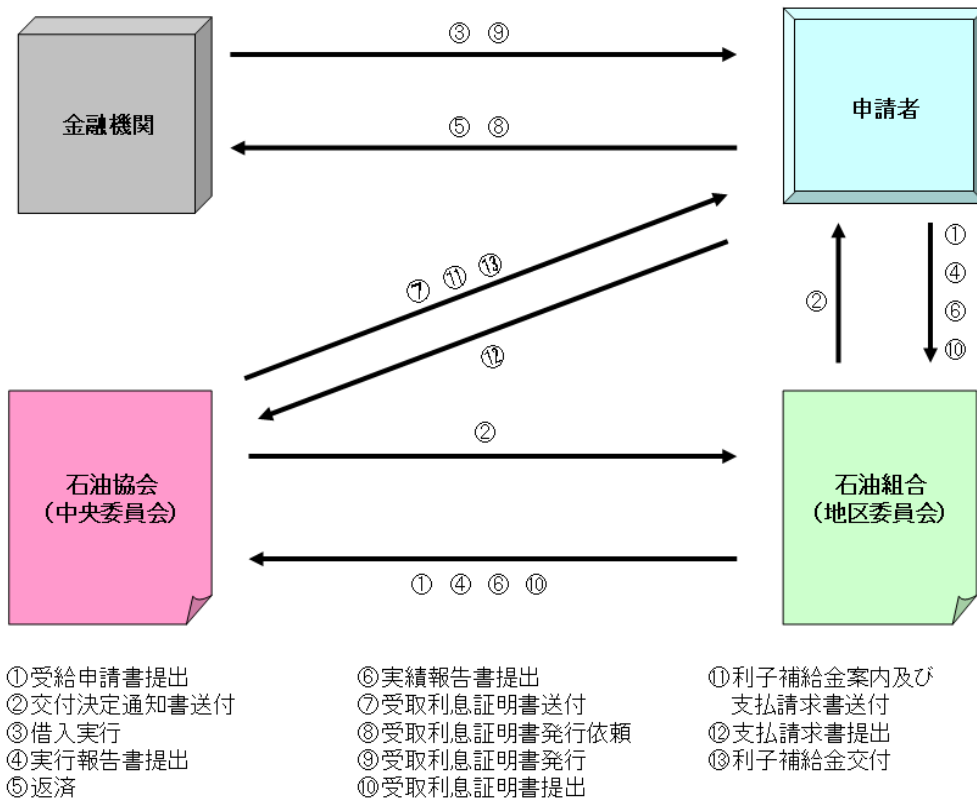 ③ ⑨
金融機関
申請者
⑤ ⑧
①
④
⑥
⑩
②
⑦ ⑪ ⑬
⑫
②
石油協会
（中央委員会）
石油組合
（地区委員会）
① ④ ⑥ ⑩
①受給申請書提出
②交付決定通知書送付
③借入実行
④実行報告書提出
⑤返済
⑥実績報告書提出
⑦受取利息証明書送付
⑧受取利息証明書発行依頼
⑨受取利息証明書発行
⑩受取利息証明書提出
⑪利子補給金案内及び
支払請求書送付
⑫支払請求書提出
⑬利子補給金交付